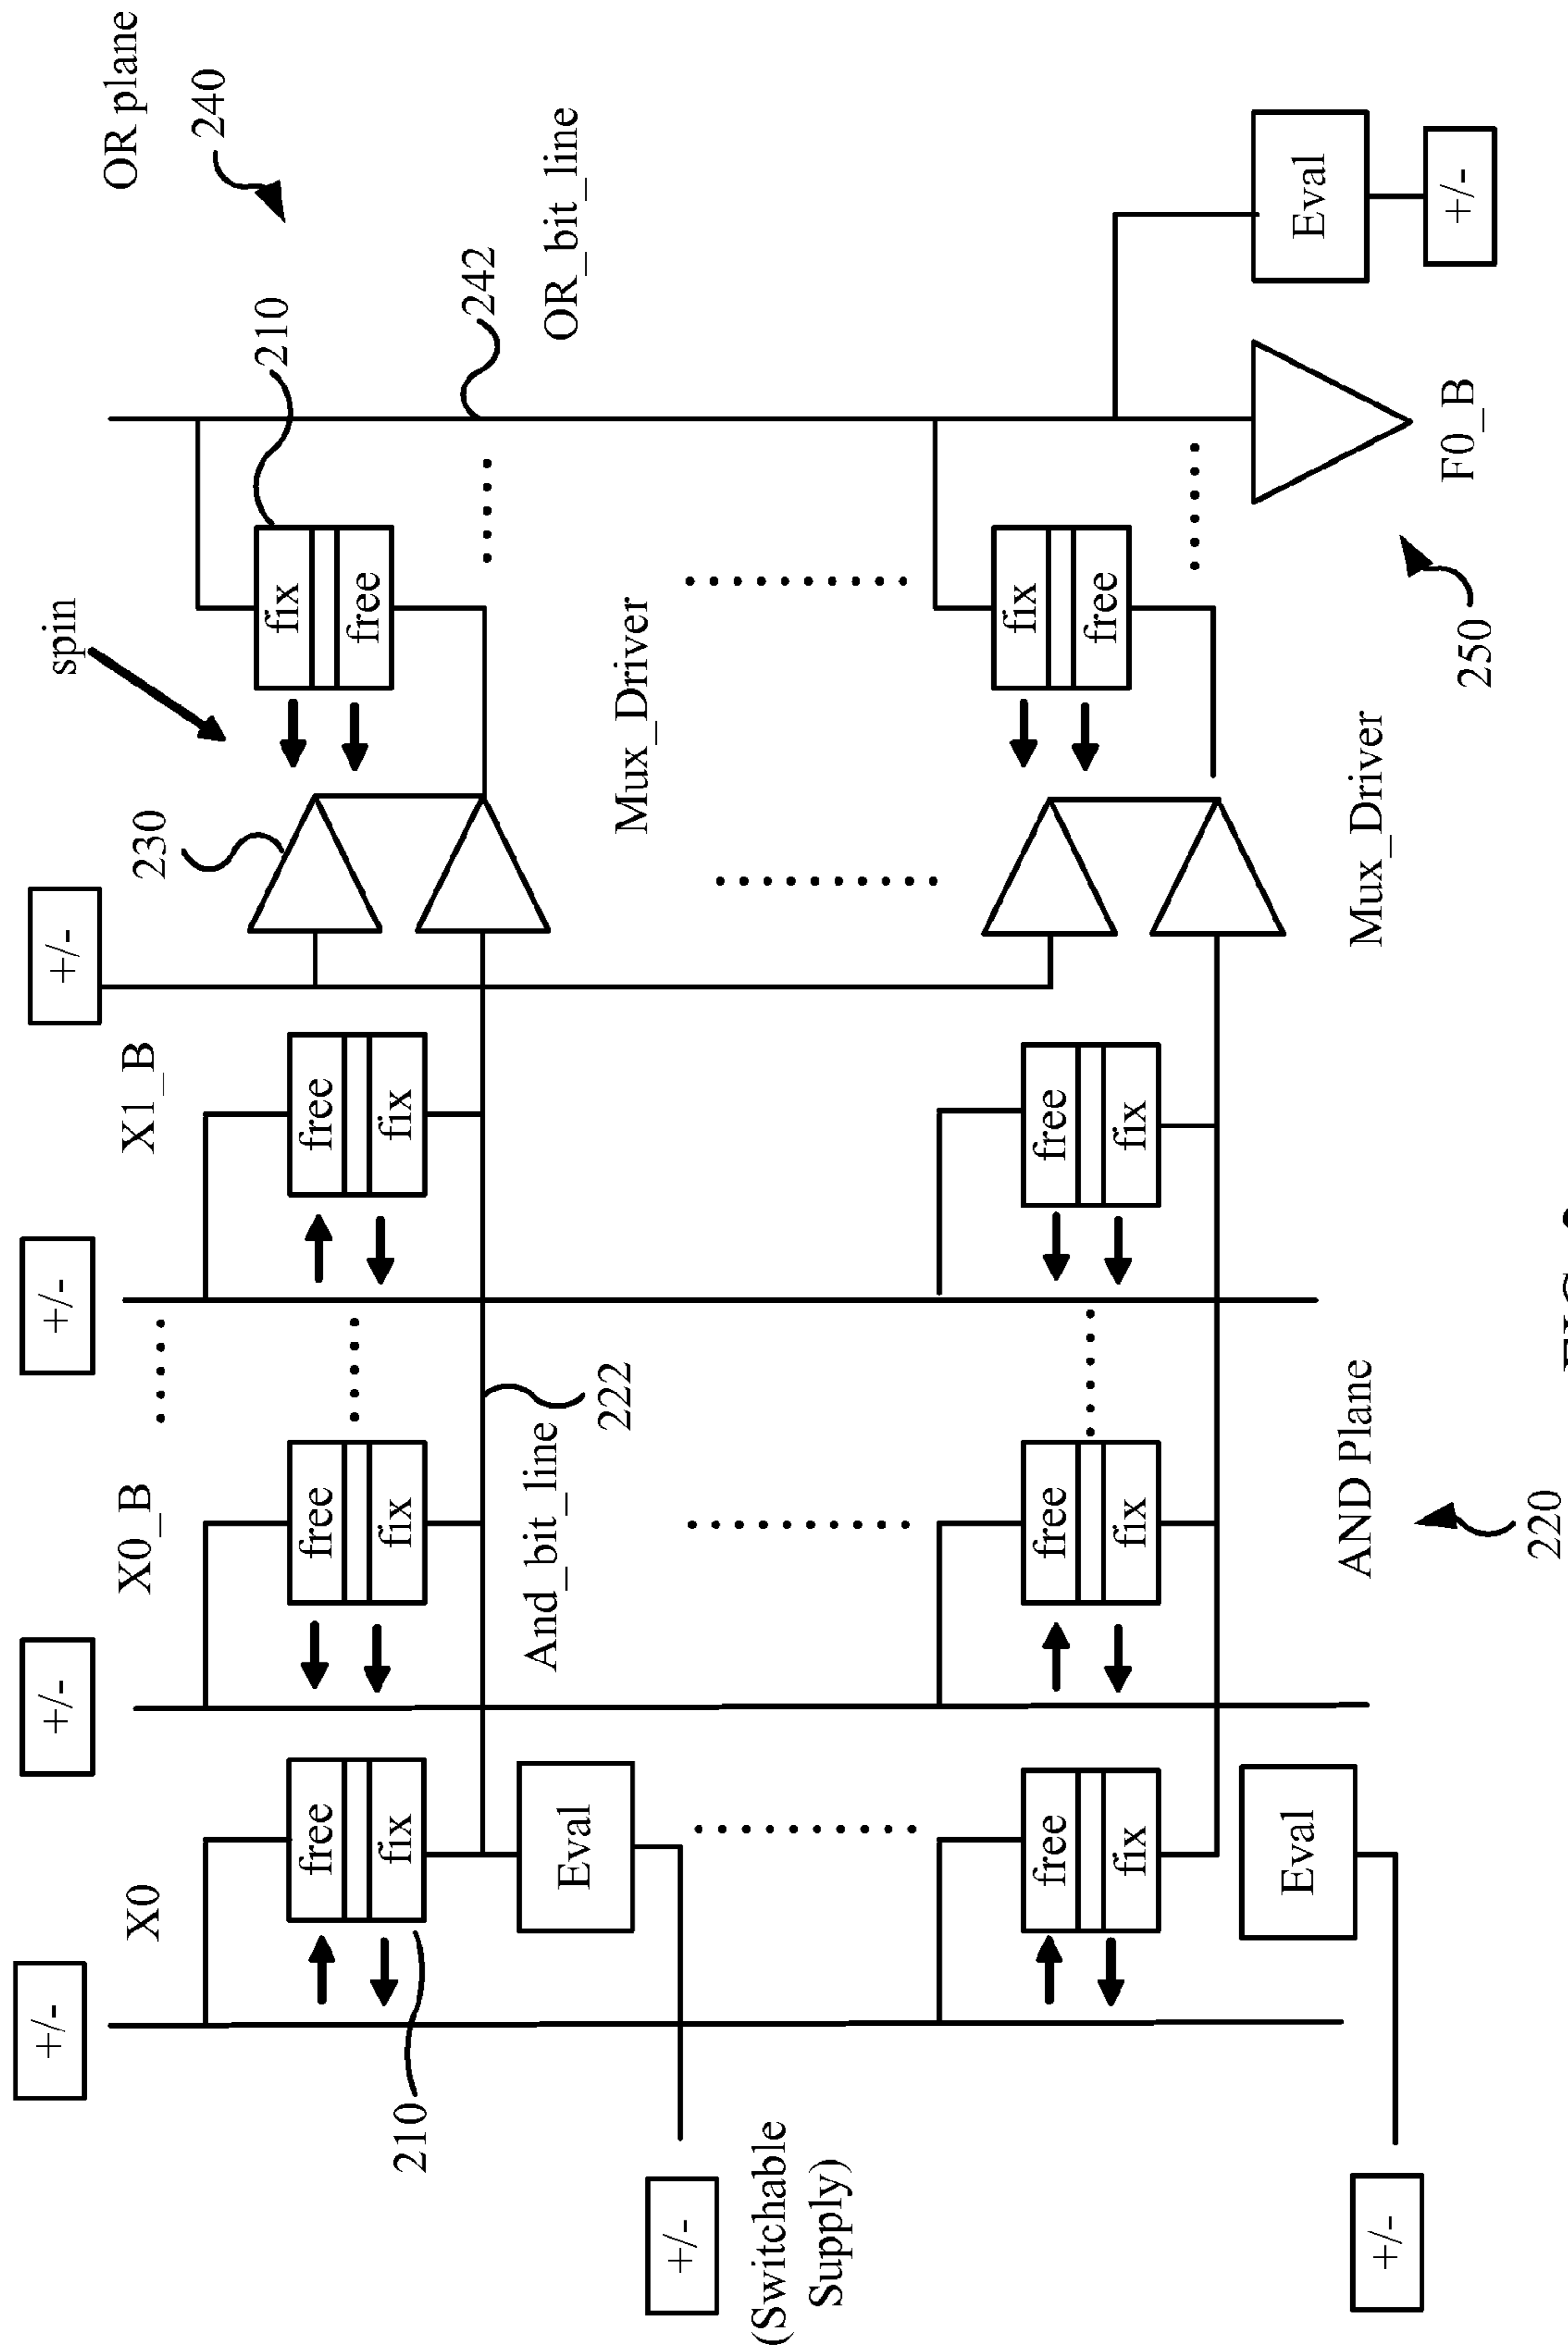 +/-
+/-
+/-
+/-
spin
OR plane
X0
X0_B
X1_B
230
240
free
free
free
fix
210
fix
fix
fix
free
210
242
And_bit_line
OR_bit_line
Eval
222
Mux_Driver
+/-
(Switchable
Supply)
free
free
free
fix
fix
fix
fix
free
Eval
Eval
AND Plane
Mux_Driver
+/-
F0_B
+/-
220
250